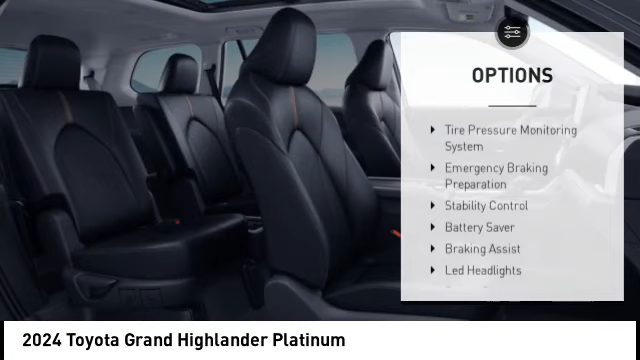 OPTIONS
Tire Pressure Monitoring
System
Emergency Braking
Preparation
Stability Control
Battery Saver
Braking Assist
Led Headlights
2024 Toyota Grand Highlander Platinum